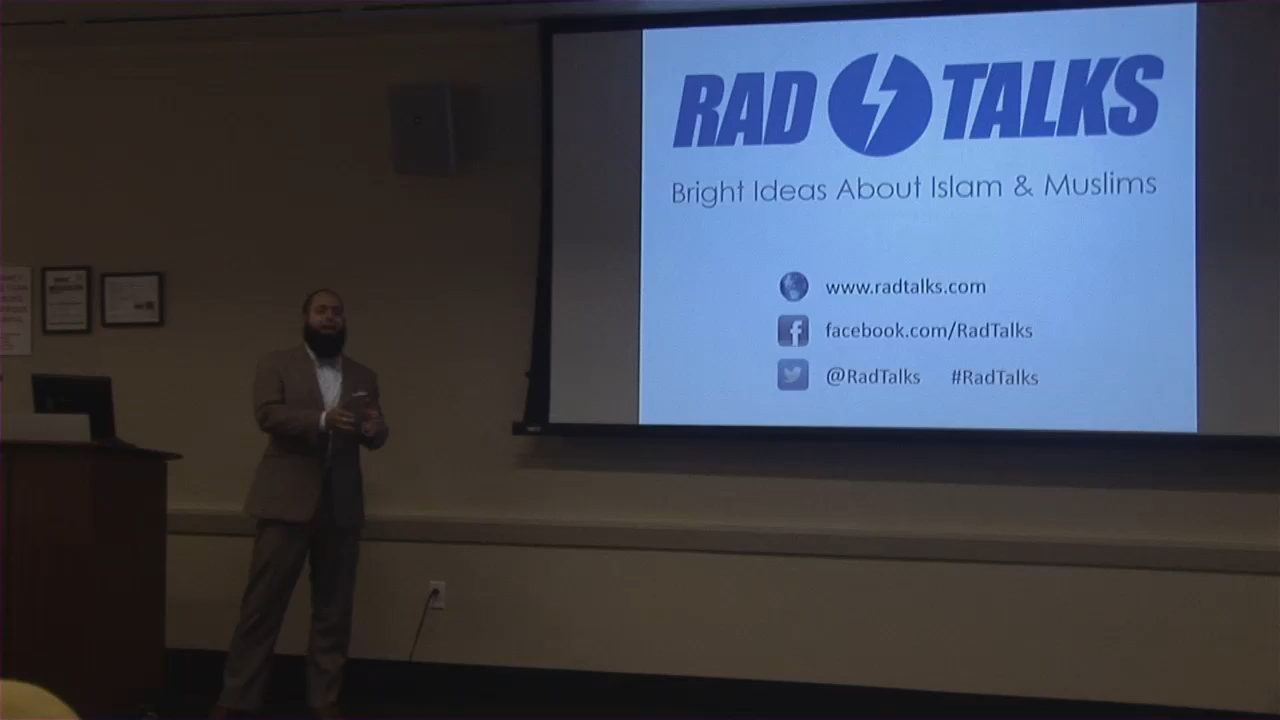 RAD TALKS
Bright Ideas About Islam & Muslims
www.radtalks.com
facebook.com/RadTalks
@RadTalks #RadTalks